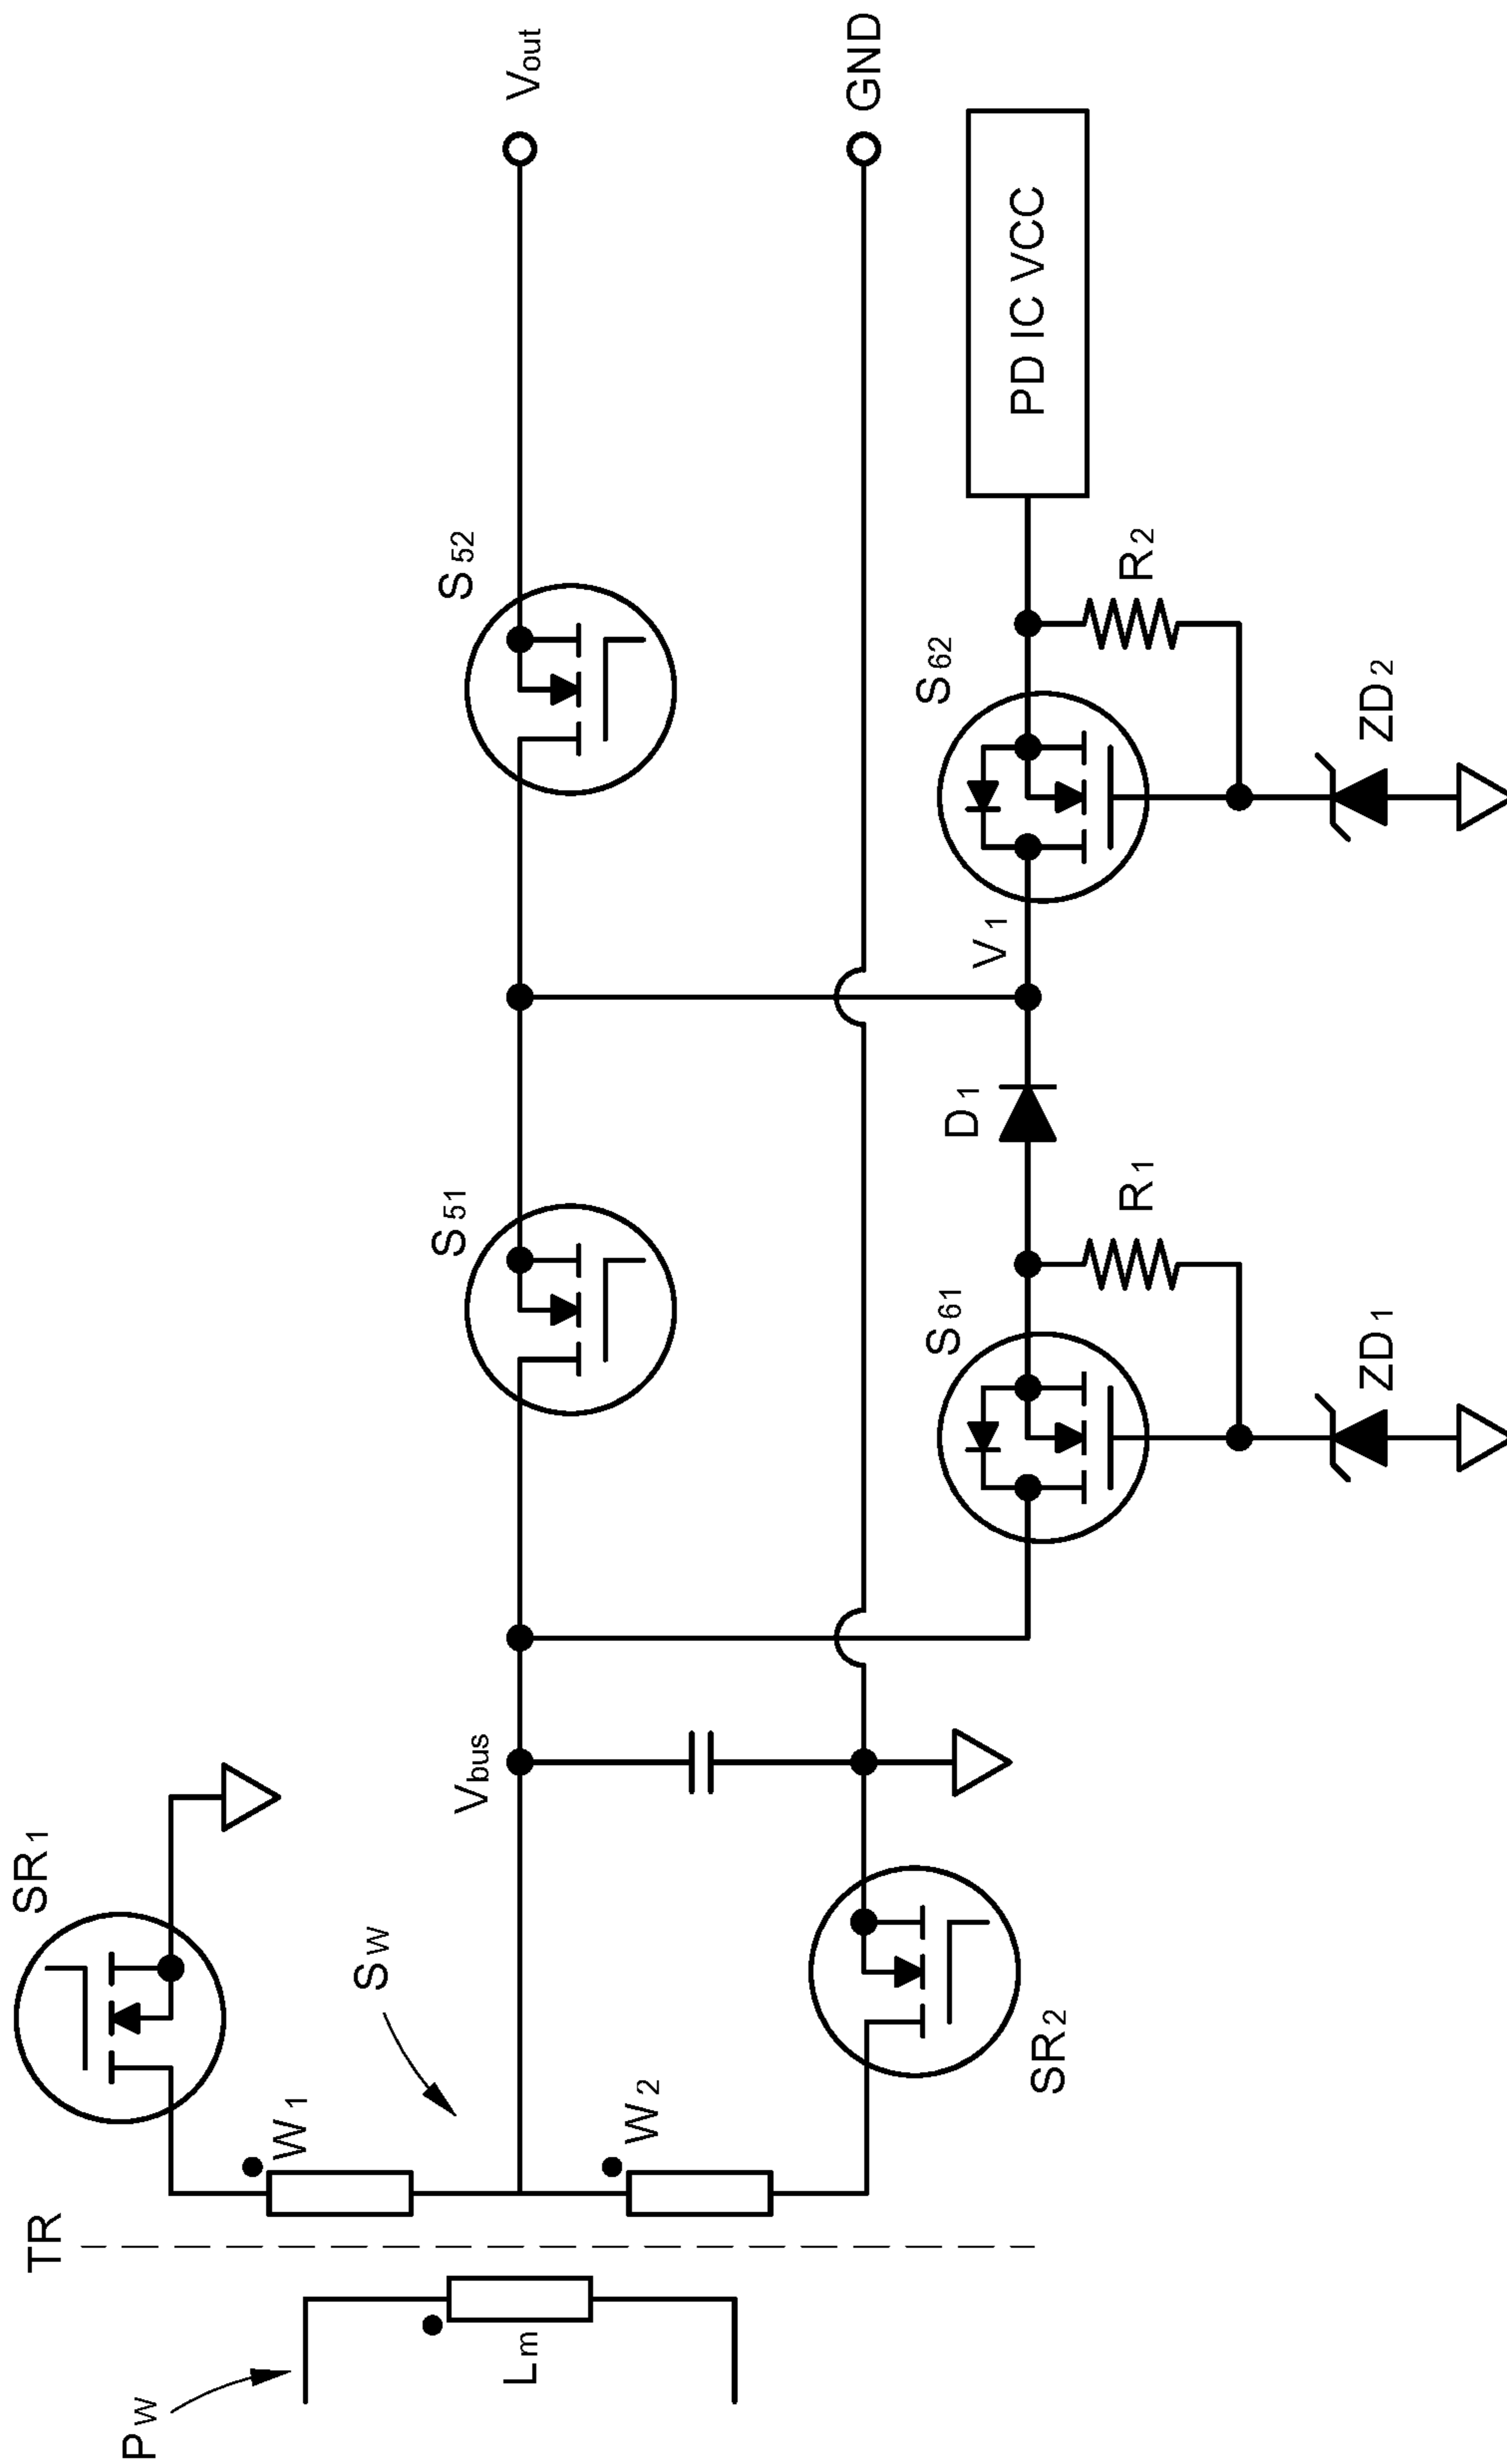 TR
SR1
PW
Lm
W1
SW
Vbus
S51
S52
Vout
W2
GND
SR2
S61
D1
V1
S62
PD IC VCC
R1
R2
ZD1
ZD2